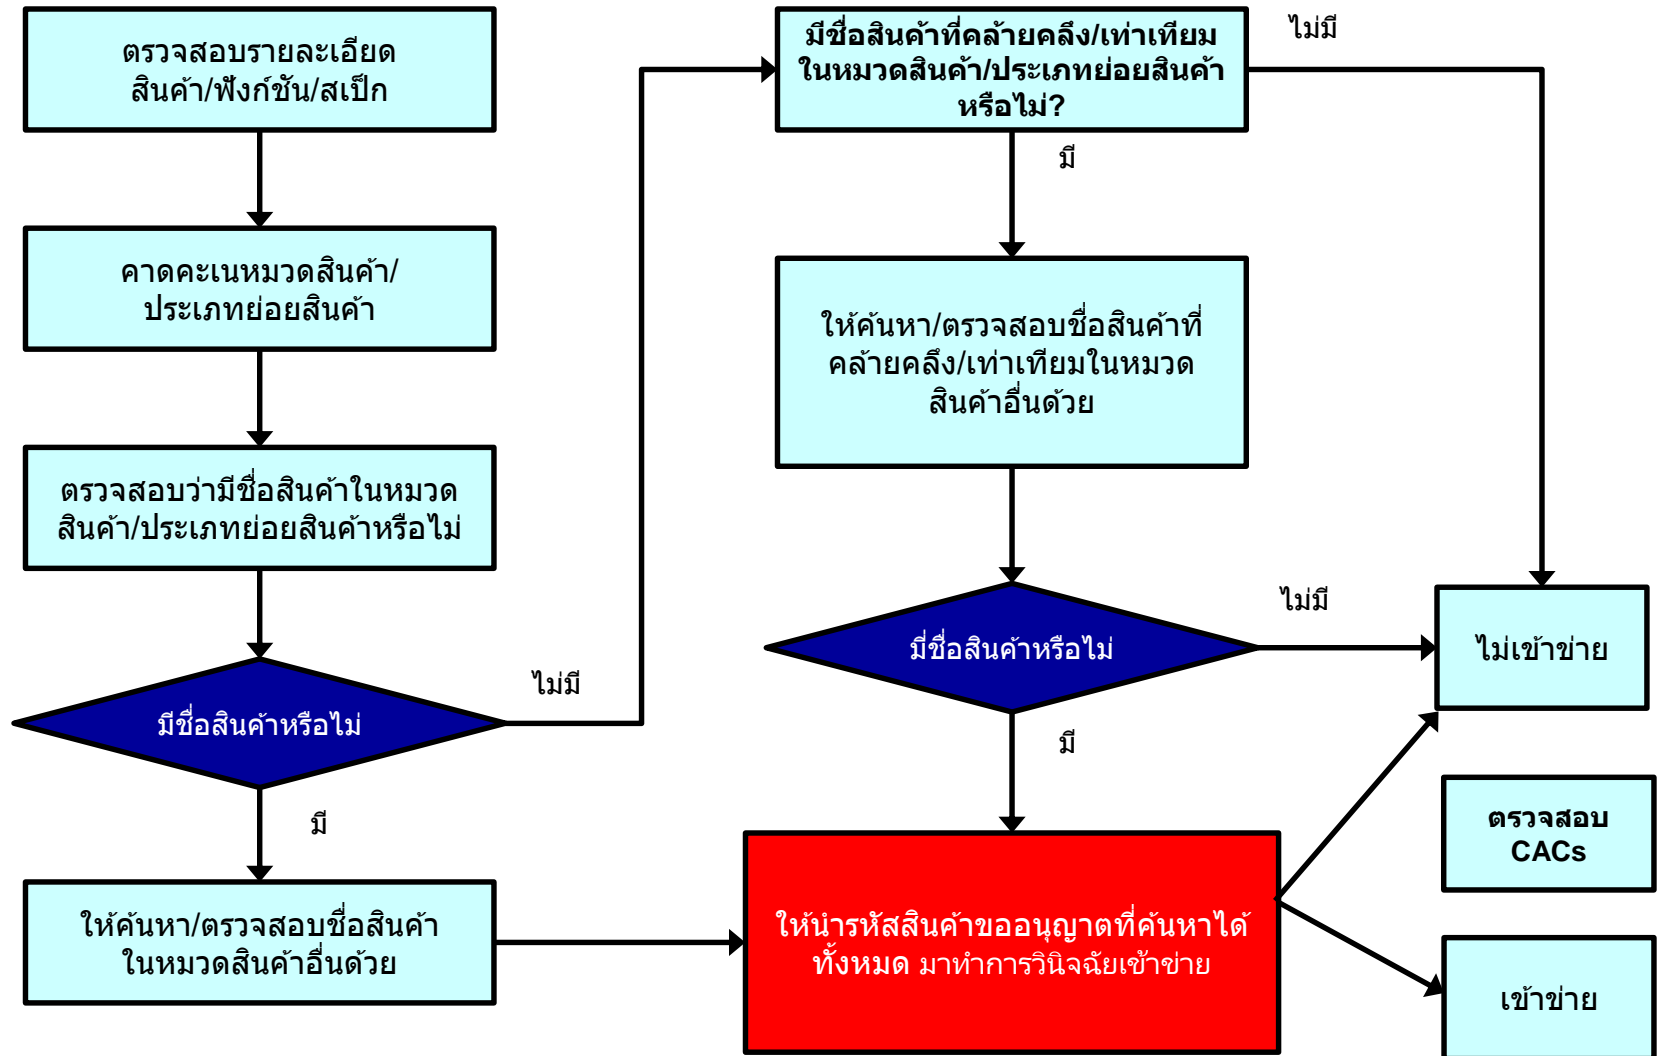 ตรวจสอบรายละเอียด
สินค้า/ฟังก์ชัน/สเป็ก
คาดคะเนหมวดสินค้า/
ประเภทย่อยสินค้า
ตรวจสอบว่ามีชื่อสินค้าในหมวด
สินค้า/ประเภทย่อยสินค้าหรือไม่
มีชื่อสินค้าหรือไม่
ไม่มี
มี
ให้ค้นหา/ตรวจสอบชื่อสินค้า
ในหมวดสินค้าอื่นด้วย
มีชื่อสินค้าที่คล้ายคลึง/เท่าเทียม
ในหมวดสินค้า/ประเภทย่อยสินค้า
หรือไม่?
ไม่มี
มี
ให้ค้นหา/ตรวจสอบชื่อสินค้าที่
คล้ายคลึง/เท่าเทียมในหมวด
สินค้าอื่นด้วย
มี่ชื่อสินค้าหรือไม่
ไม่มี
มี
ให้นำรหัสสินค้าขออนุญาตที่ค้นหาได้
ทั้งหมด มาทำการวินิจฉัยเข้าข่าย
ไม่เข้าข่าย
ตรวจสอบ
CACs
เข้าข่าย